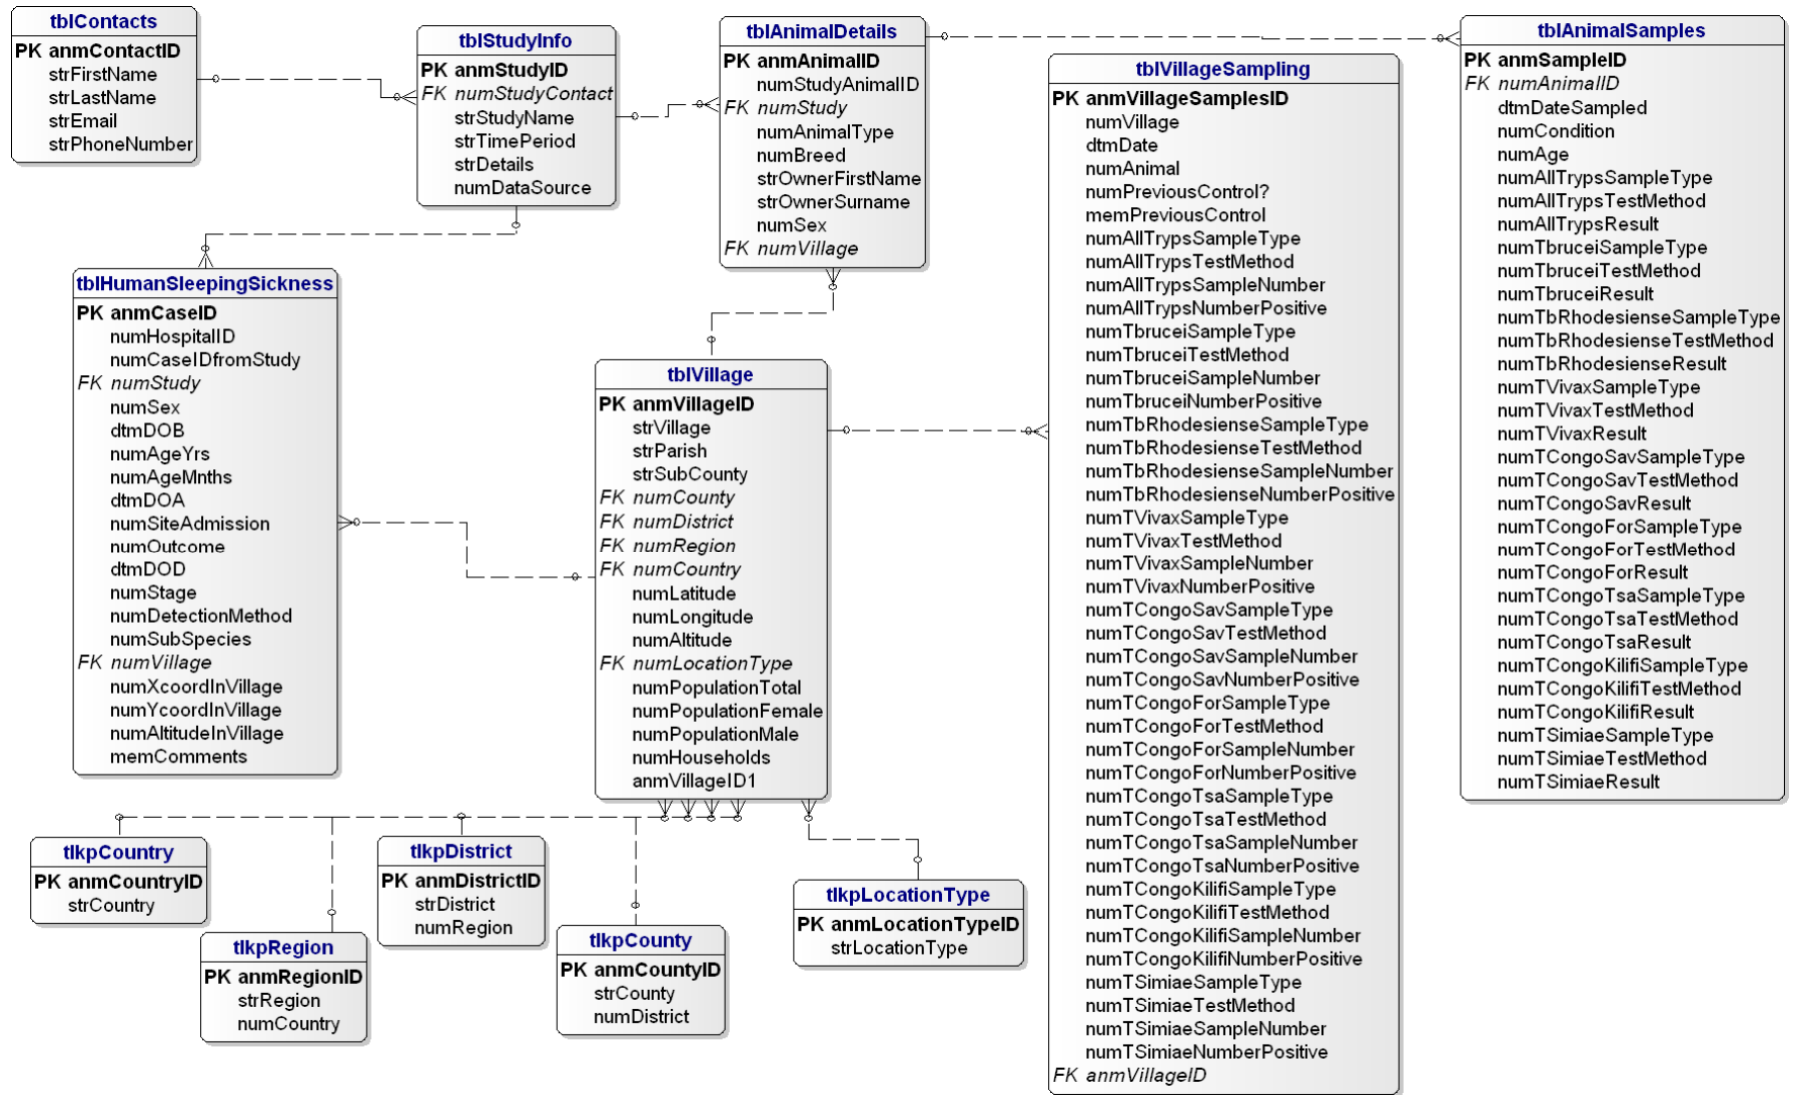 tblContacts
PK anmContactID
strFirstName
strLastName
strEmail
strPhoneNumber
tblStudyInfo
PK anmStudyID
FK numStudyContact
strStudyName
strTimePeriod
strDetails
numDataSource
tblAnimalDetails
PK anmAnimalID
numStudyAnimalID
FK numStudy
numAnimalType
numBreed
strOwnerFirstName
strOwnerSurname
numSex
FK numVillage
tblVillageSampling
PK anmVillageSamplesID
numVillage
dtmDate
numAnimal
numPreviousControl?
memPreviousControl
numAllTrypsSampleType
numAllTrypsTestMethod
numAllTrypsSampleNumber
numAllTrypsNumberPositive
numTbruceiSampleType
numTbruceiTestMethod
numTbruceiSampleNumber
numTbruceiNumberPositive
numTbRhodesienseSampleType
numTbRhodesienseTestMethod
numTbRhodesienseSampleNumber
numTbRhodesienseNumberPositive
numTVivaxSampleType
numTVivaxTestMethod
numTVivaxSampleNumber
numTVivaxNumberPositive
numTCongoSavSampleType
numTCongoSavTestMethod
numTCongoSavSampleNumber
numTCongoSavNumberPositive
numTCongoForSampleType
numTCongoForTestMethod
numTCongoForSampleNumber
numTCongoForNumberPositive
numTCongoTsaSampleType
numTCongoTsaTestMethod
numTCongoTsaSampleNumber
numTCongoTsaNumberPositive
numTCongoKilifiSampleType
numTCongoKilifiTestMethod
numTCongoKilifiSampleNumber
numTCongoKilifiNumberPositive
numTSimiaeSampleType
numTSimiaeTestMethod
numTSimiaeSampleNumber
numTSimiaeNumberPositive
FK anmVillageID
tblAnimalSamples
PK anmSampleID
FK numAnimalID
dtmDateSampled
numCondition
numAge
numAllTrypsSampleType
numAllTrypsTestMethod
numAllTrypsResult
numTbruceiSampleType
numTbruceiTestMethod
numTbruceiResult
numTbRhodesienseSampleType
numTbRhodesienseTestMethod
numTbRhodesienseResult
numTVivaxSampleType
numTVivaxTestMethod
numTVivaxResult
numTCongoSavSampleType
numTCongoSavTestMethod
numTCongoSavResult
numTCongoForSampleType
numTCongoForTestMethod
numTCongoForResult
numTCongoTsaSampleType
numTCongoTsaTestMethod
numTCongoTsaResult
numTCongoKilifiSampleType
numTCongoKilifiTestMethod
numTCongoKilifiResult
numTSimiaeSampleType
numTSimiaeTestMethod
numTSimiaeResult
tblHumanSleepingSickness
PK anmCaseID
numHospitalID
numCaseIDfromStudy
FK numStudy
numSex
dtmDOB
numAgeYrs
numAgeMnths
dtmDOA
numSiteAdmission
numOutcome
dtmDOD
numStage
numDetectionMethod
numSubSpecies
FK numVillage
numXcoordInVillage
numYcoordInVillage
numAltitudeInVillage
memComments
tblVillage
PK anmVillageID
strVillage
strParish
strSubCounty
FK numCounty
FK numDistrict
FK numRegion
FK numCountry
numLatitude
numLongitude
numAltitude
FK numLocationType
numPopulationTotal
numPopulationFemale
numPopulationMale
numHouseholds
anmVillageID1
tlkpCountry
PK anmCountryID
strCountry
tlkpRegion
PK anmRegionID
strRegion
numCountry
tlkpDistrict
PK anmDistrictID
strDistrict
numRegion
tlkpCounty
PK anmCountyID
strCounty
numDistrict
tlkpLocationType
PK anmLocationTypeID
strLocationType